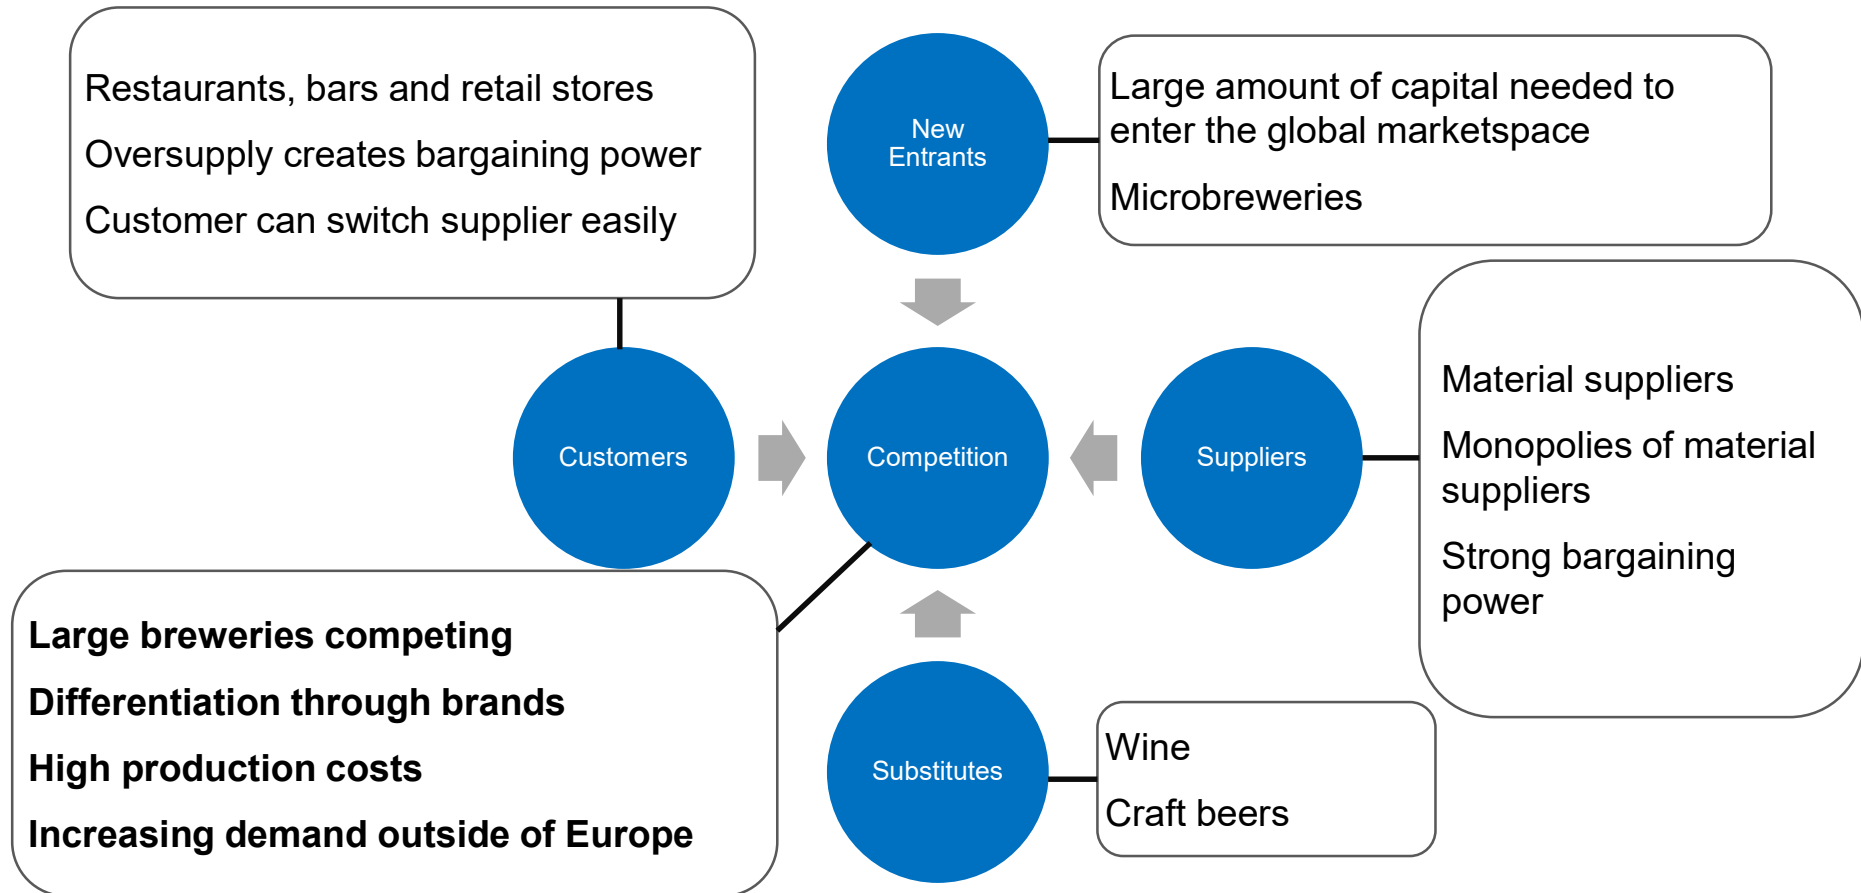 Restaurants, bars and retail stores
Oversupply creates bargaining power
Customer can switch supplier easily
New
Entrants
Large amount of capital needed to
enter the global marketspace
Microbreweries
Customers
Competition
Suppliers
Material suppliers
Monopolies of material
suppliers
Strong bargaining
power
Large breweries competing
Differentiation through brands
High production costs
Increasing demand outside of Europe
Substitutes
Wine
Craft beers